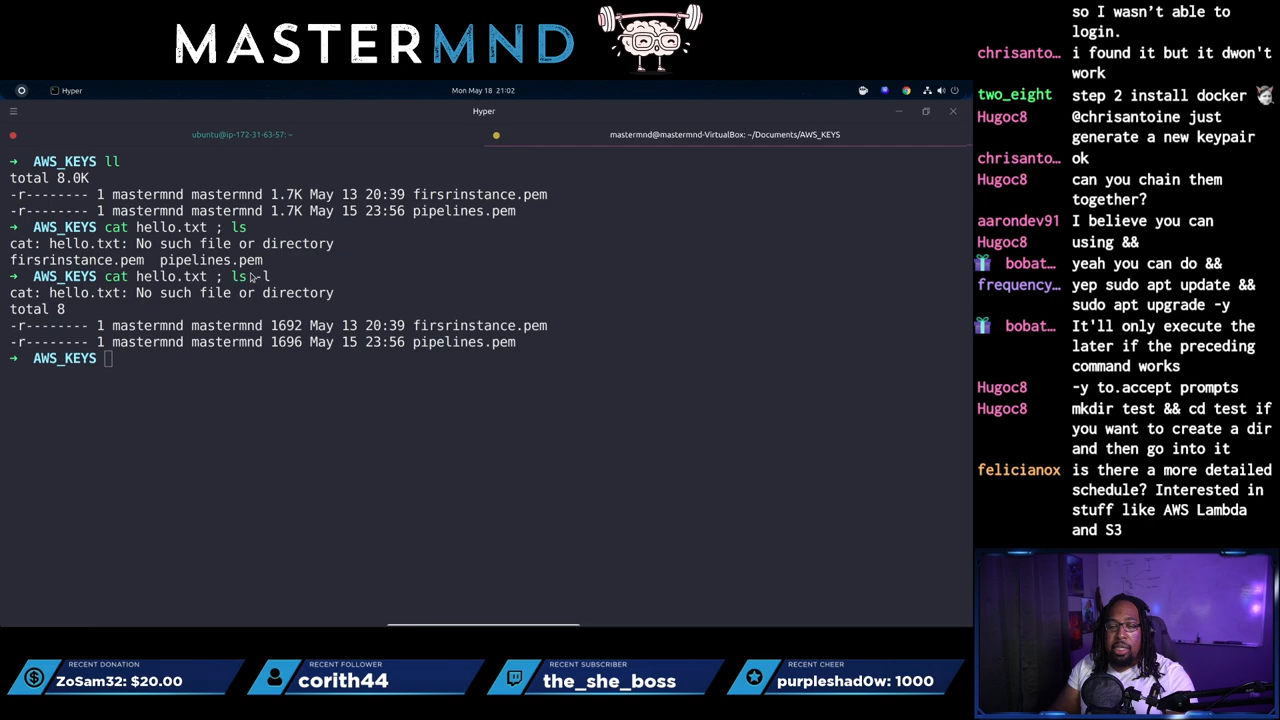 MASTERMND
Hyper
Mon May 18 21:02
Hyper
ubuntu@ip-172-31-63-57: ~
mastermnd@mastermnd-VirtualBox: ~/Documents/AWS_KEYS
→ AWS_KEYS ll
total 8.0K
-r-------- 1 mastermnd mastermnd 1.7K May 13 20:39 firsrinstance.pem
-r-------- 1 mastermnd mastermnd 1.7K May 15 23:56 pipelines.pem
→ AWS_KEYS cat hello.txt ; ls
cat: hello.txt: No such file or directory
firsrinstance.pem pipelines.pem
→ AWS_KEYS cat hello.txt ; ls -l
cat: hello.txt: No such file or directory
total 8
-r-------- 1 mastermnd mastermnd 1692 May 13 20:39 firsrinstance.pem
-r-------- 1 mastermnd mastermnd 1696 May 15 23:56 pipelines.pem
→ AWS_KEYS
so I wasn't able to
login.
chrisanto… i found it but it dwon't
work
two_eight step 2 install docker
Hugoc8 @chrisantoine just
generate a new keypair
chrisanto… ok
Hugoc8 can you chain them
together?
aarondev91 I believe you can
Hugoc8 using &&
bobat… yeah you can do &&
frequency… yep sudo apt update &&
sudo apt upgrade -y
bobat… It'll only execute the
later if the preceding
command works
Hugoc8 -y to.accept prompts
Hugoc8 mkdir test && cd test if
you want to create a dir
and then go into it
felicianox is there a more detailed
schedule? Interested in
stuff like AWS Lambda
and S3
RECENT DONATION
ZoSam32: $20.00
RECENT FOLLOWER
corith44
RECENT SUBSCRIBER
the_she_boss
RECENT CHEER
purpleshad0w: 1000